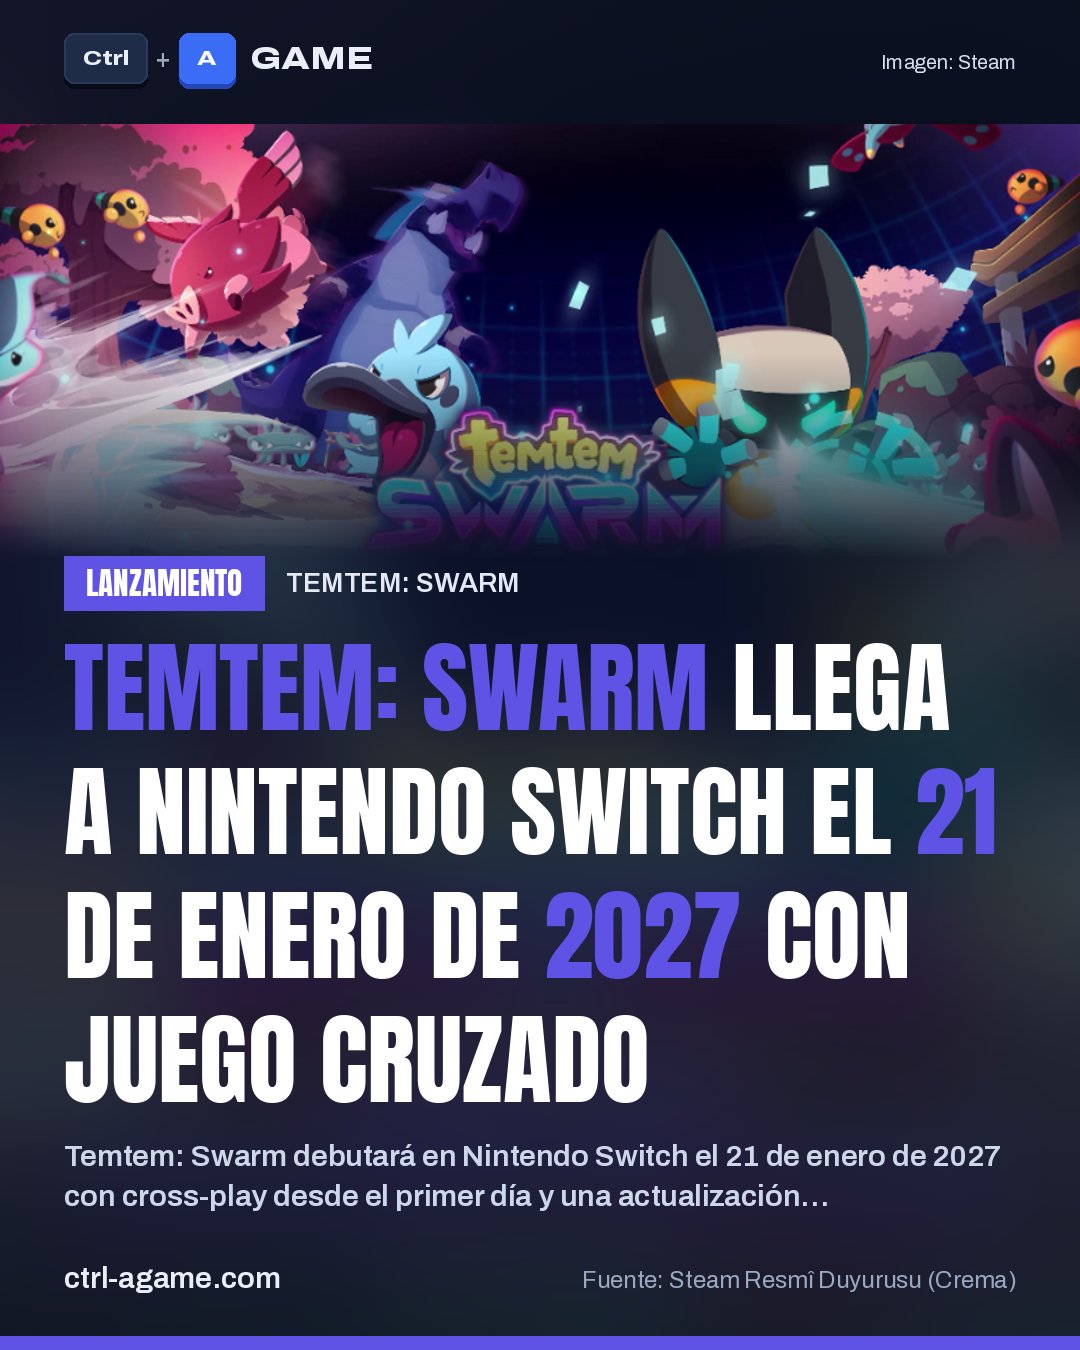 Ctrl + A GAME
Imagen: Steam
temtem
SWARM
LANZAMIENTO TEMTEM: SWARM
TEMTEM: SWARM LLEGA
A NINTENDO SWITCH EL 21
DE ENERO DE 2027 CON
JUEGO CRUZADO
Temtem: Swarm debutará en Nintendo Switch el 21 de enero de 2027
con cross-play desde el primer día y una actualización...
ctrl-agame.com
Fuente: Steam Resmî Duyurusu (Crema)